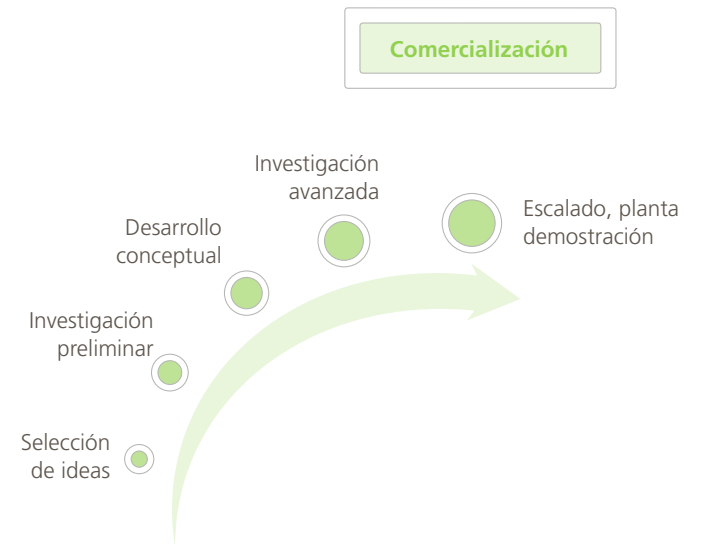 Comercialización
Investigación
avanzada
Escalado, planta
demostración
Desarrollo
conceptual
Investigación
preliminar
Selección
de ideas